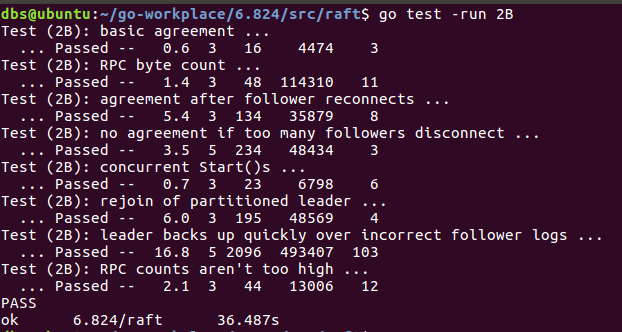 dbs@ubuntu:~/go-workplace/6.824/src/raft$ go test -run 2B
Test (2B): basic agreement ...
  ... Passed --   0.6  3   16    4474    3
Test (2B): RPC byte count ...
  ... Passed --   1.4  3   48  114310   11
Test (2B): agreement after follower reconnects ...
  ... Passed --   5.4  3  134   35879    8
Test (2B): no agreement if too many followers disconnect ...
  ... Passed --   3.5  5  234   48434    3
Test (2B): concurrent Start()s ...
  ... Passed --   0.7  3   23    6798    6
Test (2B): rejoin of partitioned leader ...
  ... Passed --   6.0  3  195   48569    4
Test (2B): leader backs up quickly over incorrect follower logs ...
  ... Passed --  16.8  5 2096  493407  103
Test (2B): RPC counts aren't too high ...
  ... Passed --   2.1  3   44   13006   12
PASS
ok      6.824/raft      36.487s